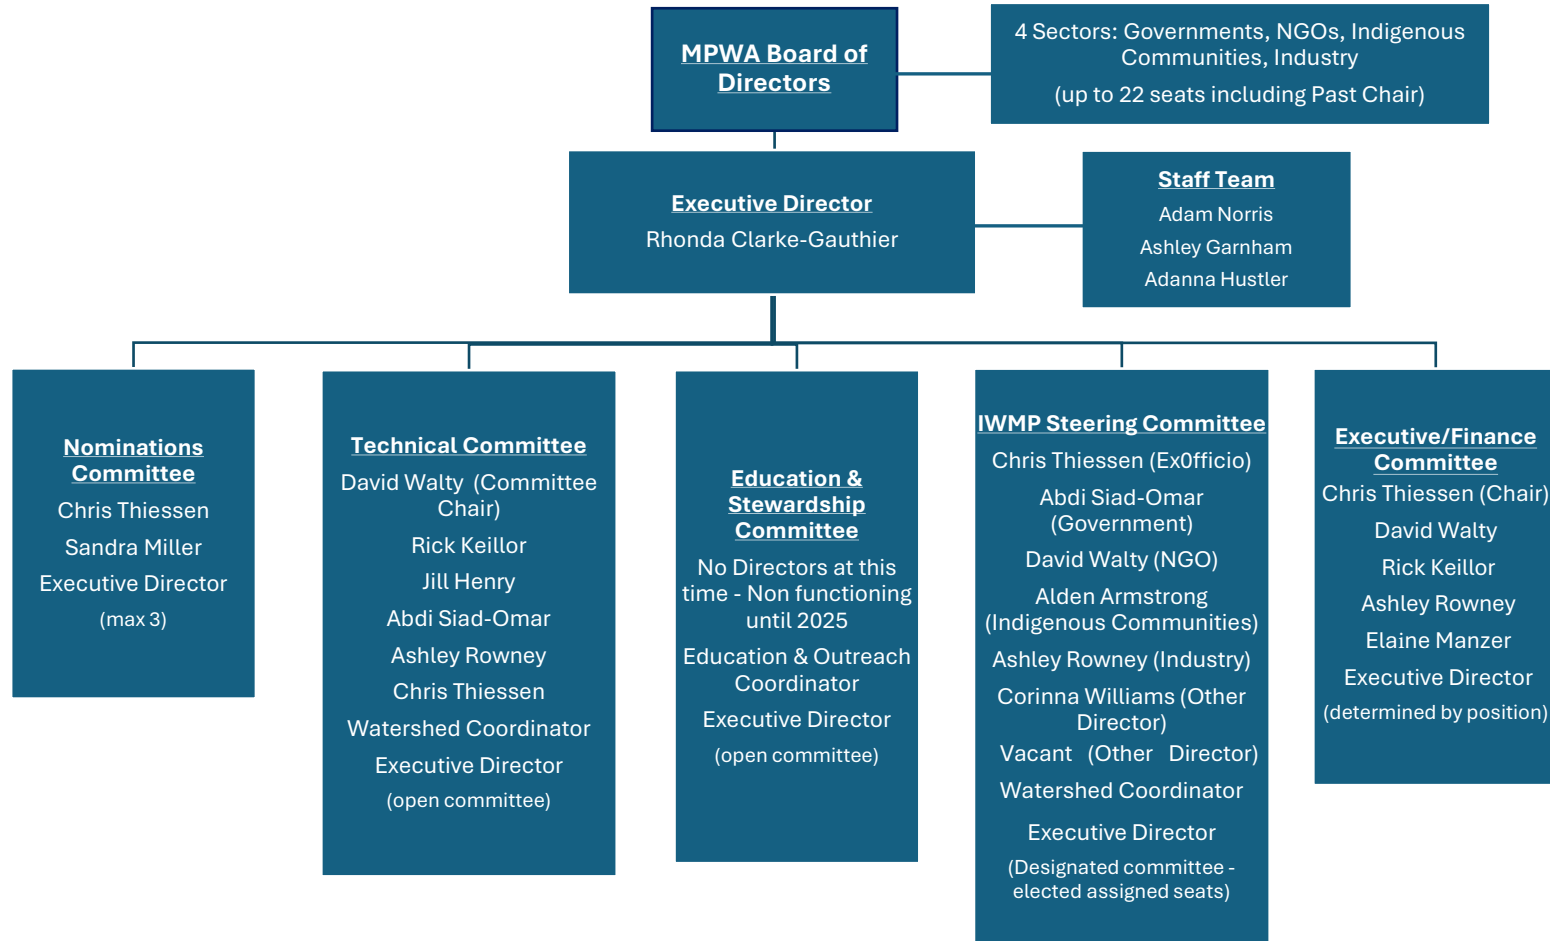 MPWA Board of
Directors
4 Sectors: Governments, NGOs, Indigenous
Communities, Industry
(up to 22 seats including Past Chair)
Executive Director
Rhonda Clarke-Gauthier
Staff Team
Adam Norris
Ashley Garnham
Adanna Hustler
Nominations
Committee
Chris Thiessen
Sandra Miller
Executive Director
(max 3)
Technical Committee
David Walty (Committee
Chair)
Rick Keillor
Jill Henry
Abdi Siad-Omar
Ashley Rowney
Chris Thiessen
Watershed Coordinator
Executive Director
(open committee)
Education &
Stewardship
Committee
No Directors at this
time - Non functioning
until 2025
Education & Outreach
Coordinator
Executive Director
(open committee)
IWMP Steering Committee
Chris Thiessen (Ex0fficio)
Abdi Siad-Omar
(Government)
David Walty (NGO)
Alden Armstrong
(Indigenous Communities)
Ashley Rowney (Industry)
Corinna Williams (Other
Director)
Vacant (Other Director)
Watershed Coordinator
Executive Director
(Designated committee -
elected assigned seats)
Executive/Finance
Committee
Chris Thiessen (Chair)
David Walty
Rick Keillor
Ashley Rowney
Elaine Manzer
Executive Director
(determined by position)